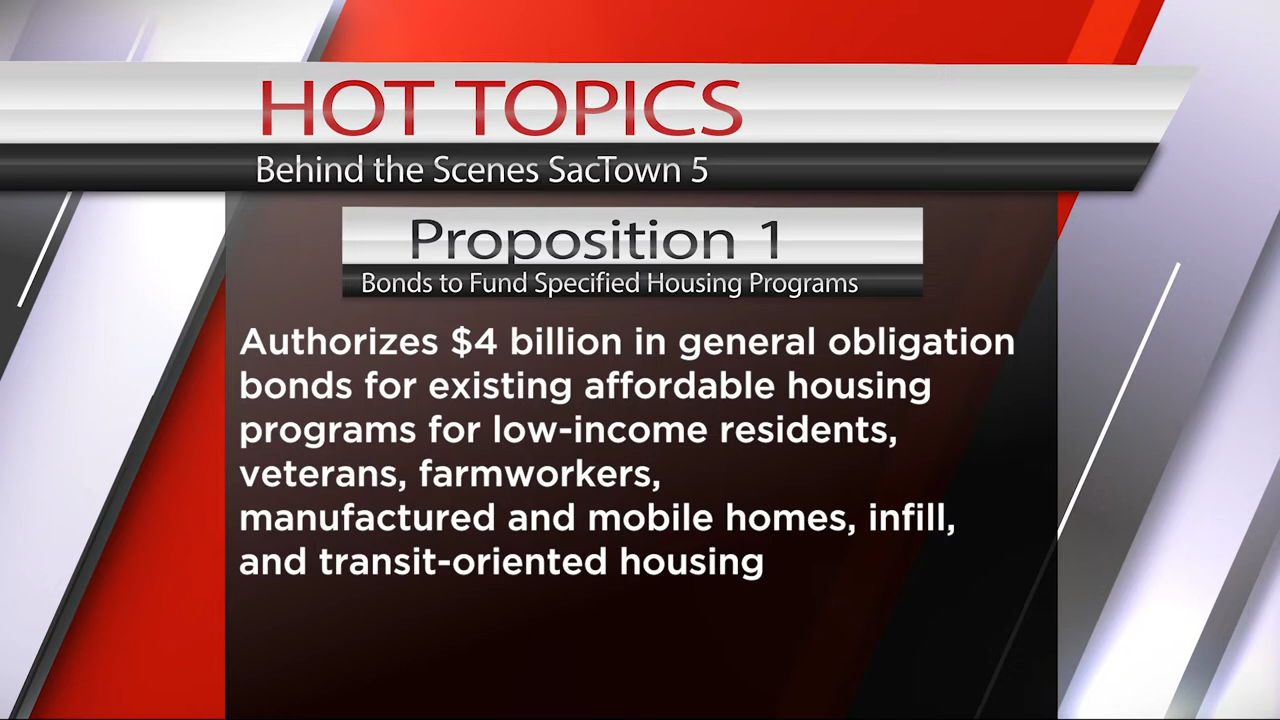 HOT TOPICS
Behind the Scenes SacTown 5
Proposition 1
Bonds to Fund Specified Housing Programs
Authorizes $4 billion in general obligation
bonds for existing affordable housing
programs for low-income residents,
veterans, farmworkers,
manufactured and mobile homes, infill,
and transit-oriented housing